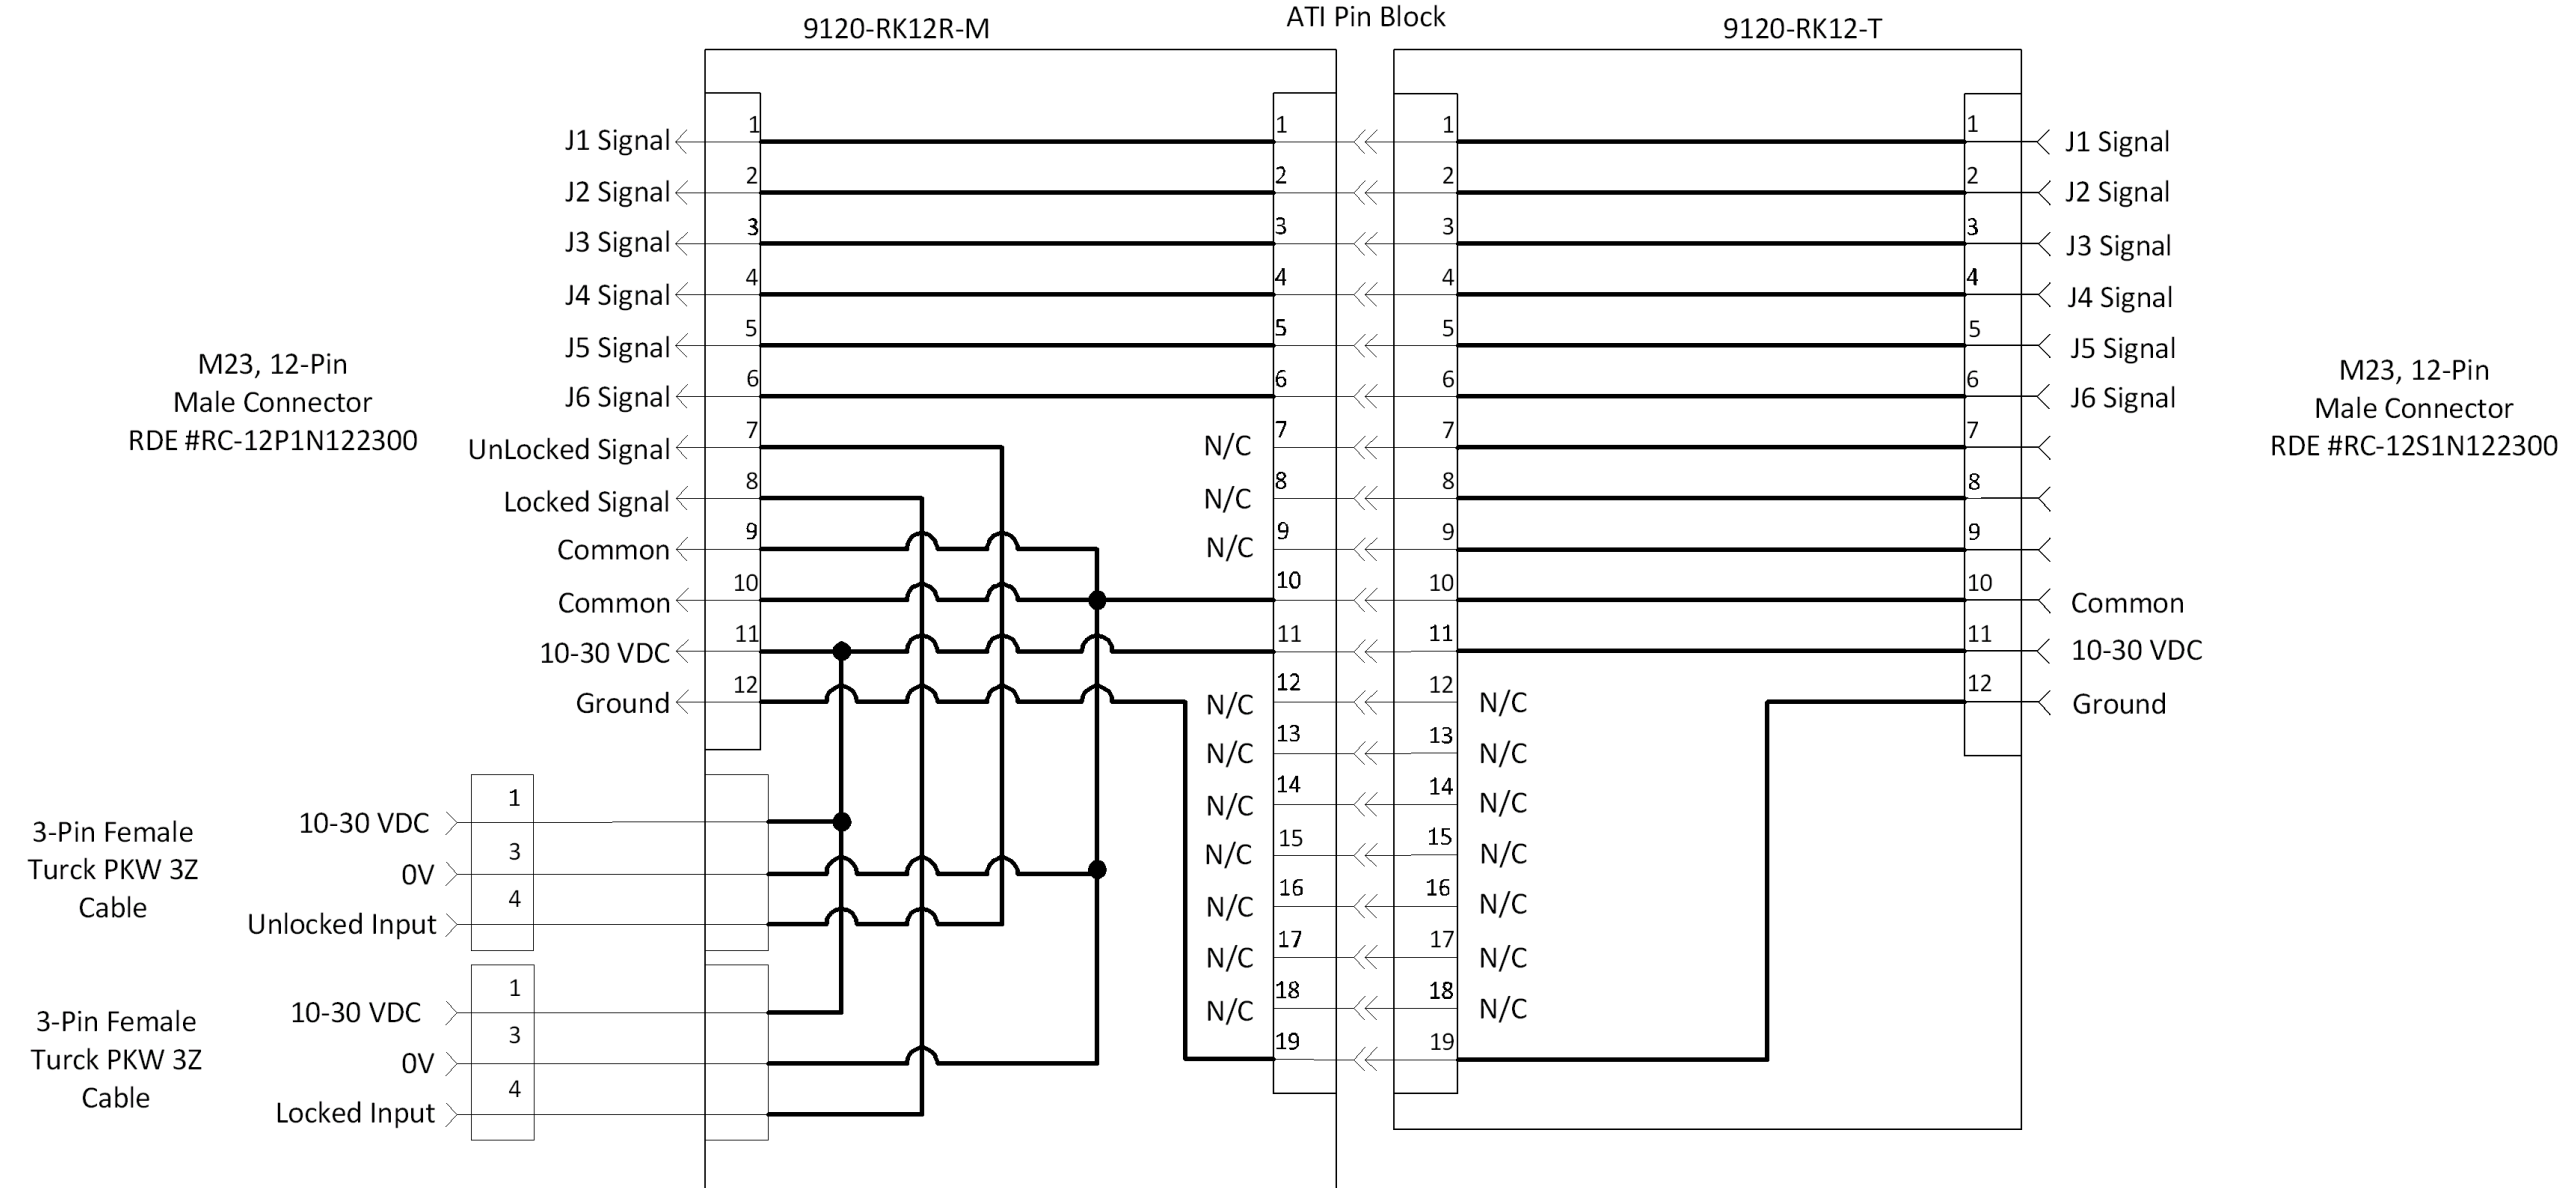 ATI Pin Block
9120-RK12R-M
9120-RK12-T
J1 Signal 1 1 1 1 J1 Signal
J2 Signal 2 2 2 2 J2 Signal
J3 Signal 3 3 3 3 J3 Signal
J4 Signal 4 4 4 4 J4 Signal
J5 Signal 5 5 5 5 J5 Signal
J6 Signal 6 6 6 6 J6 Signal
M23, 12-Pin
Male Connector
RDE #RC-12P1N122300
M23, 12-Pin
Male Connector
RDE #RC-12S1N122300
UnLocked Signal 7 N/C 7 7 7
Locked Signal 8 N/C 8 8 8
Common 9 N/C 9 9 9
Common 10 10 10 10 Common
10-30 VDC 11 11 11 11 10-30 VDC
Ground 12 N/C 12 12 N/C 12 Ground
N/C 13 13 N/C
N/C 14 14 N/C
N/C 15 15 N/C
N/C 16 16 N/C
N/C 17 17 N/C
N/C 18 18 N/C
19 19
3-Pin Female
Turck PKW 3Z
Cable
10-30 VDC 1
0V 3
Unlocked Input 4
3-Pin Female
Turck PKW 3Z
Cable
10-30 VDC 1
0V 3
Locked Input 4